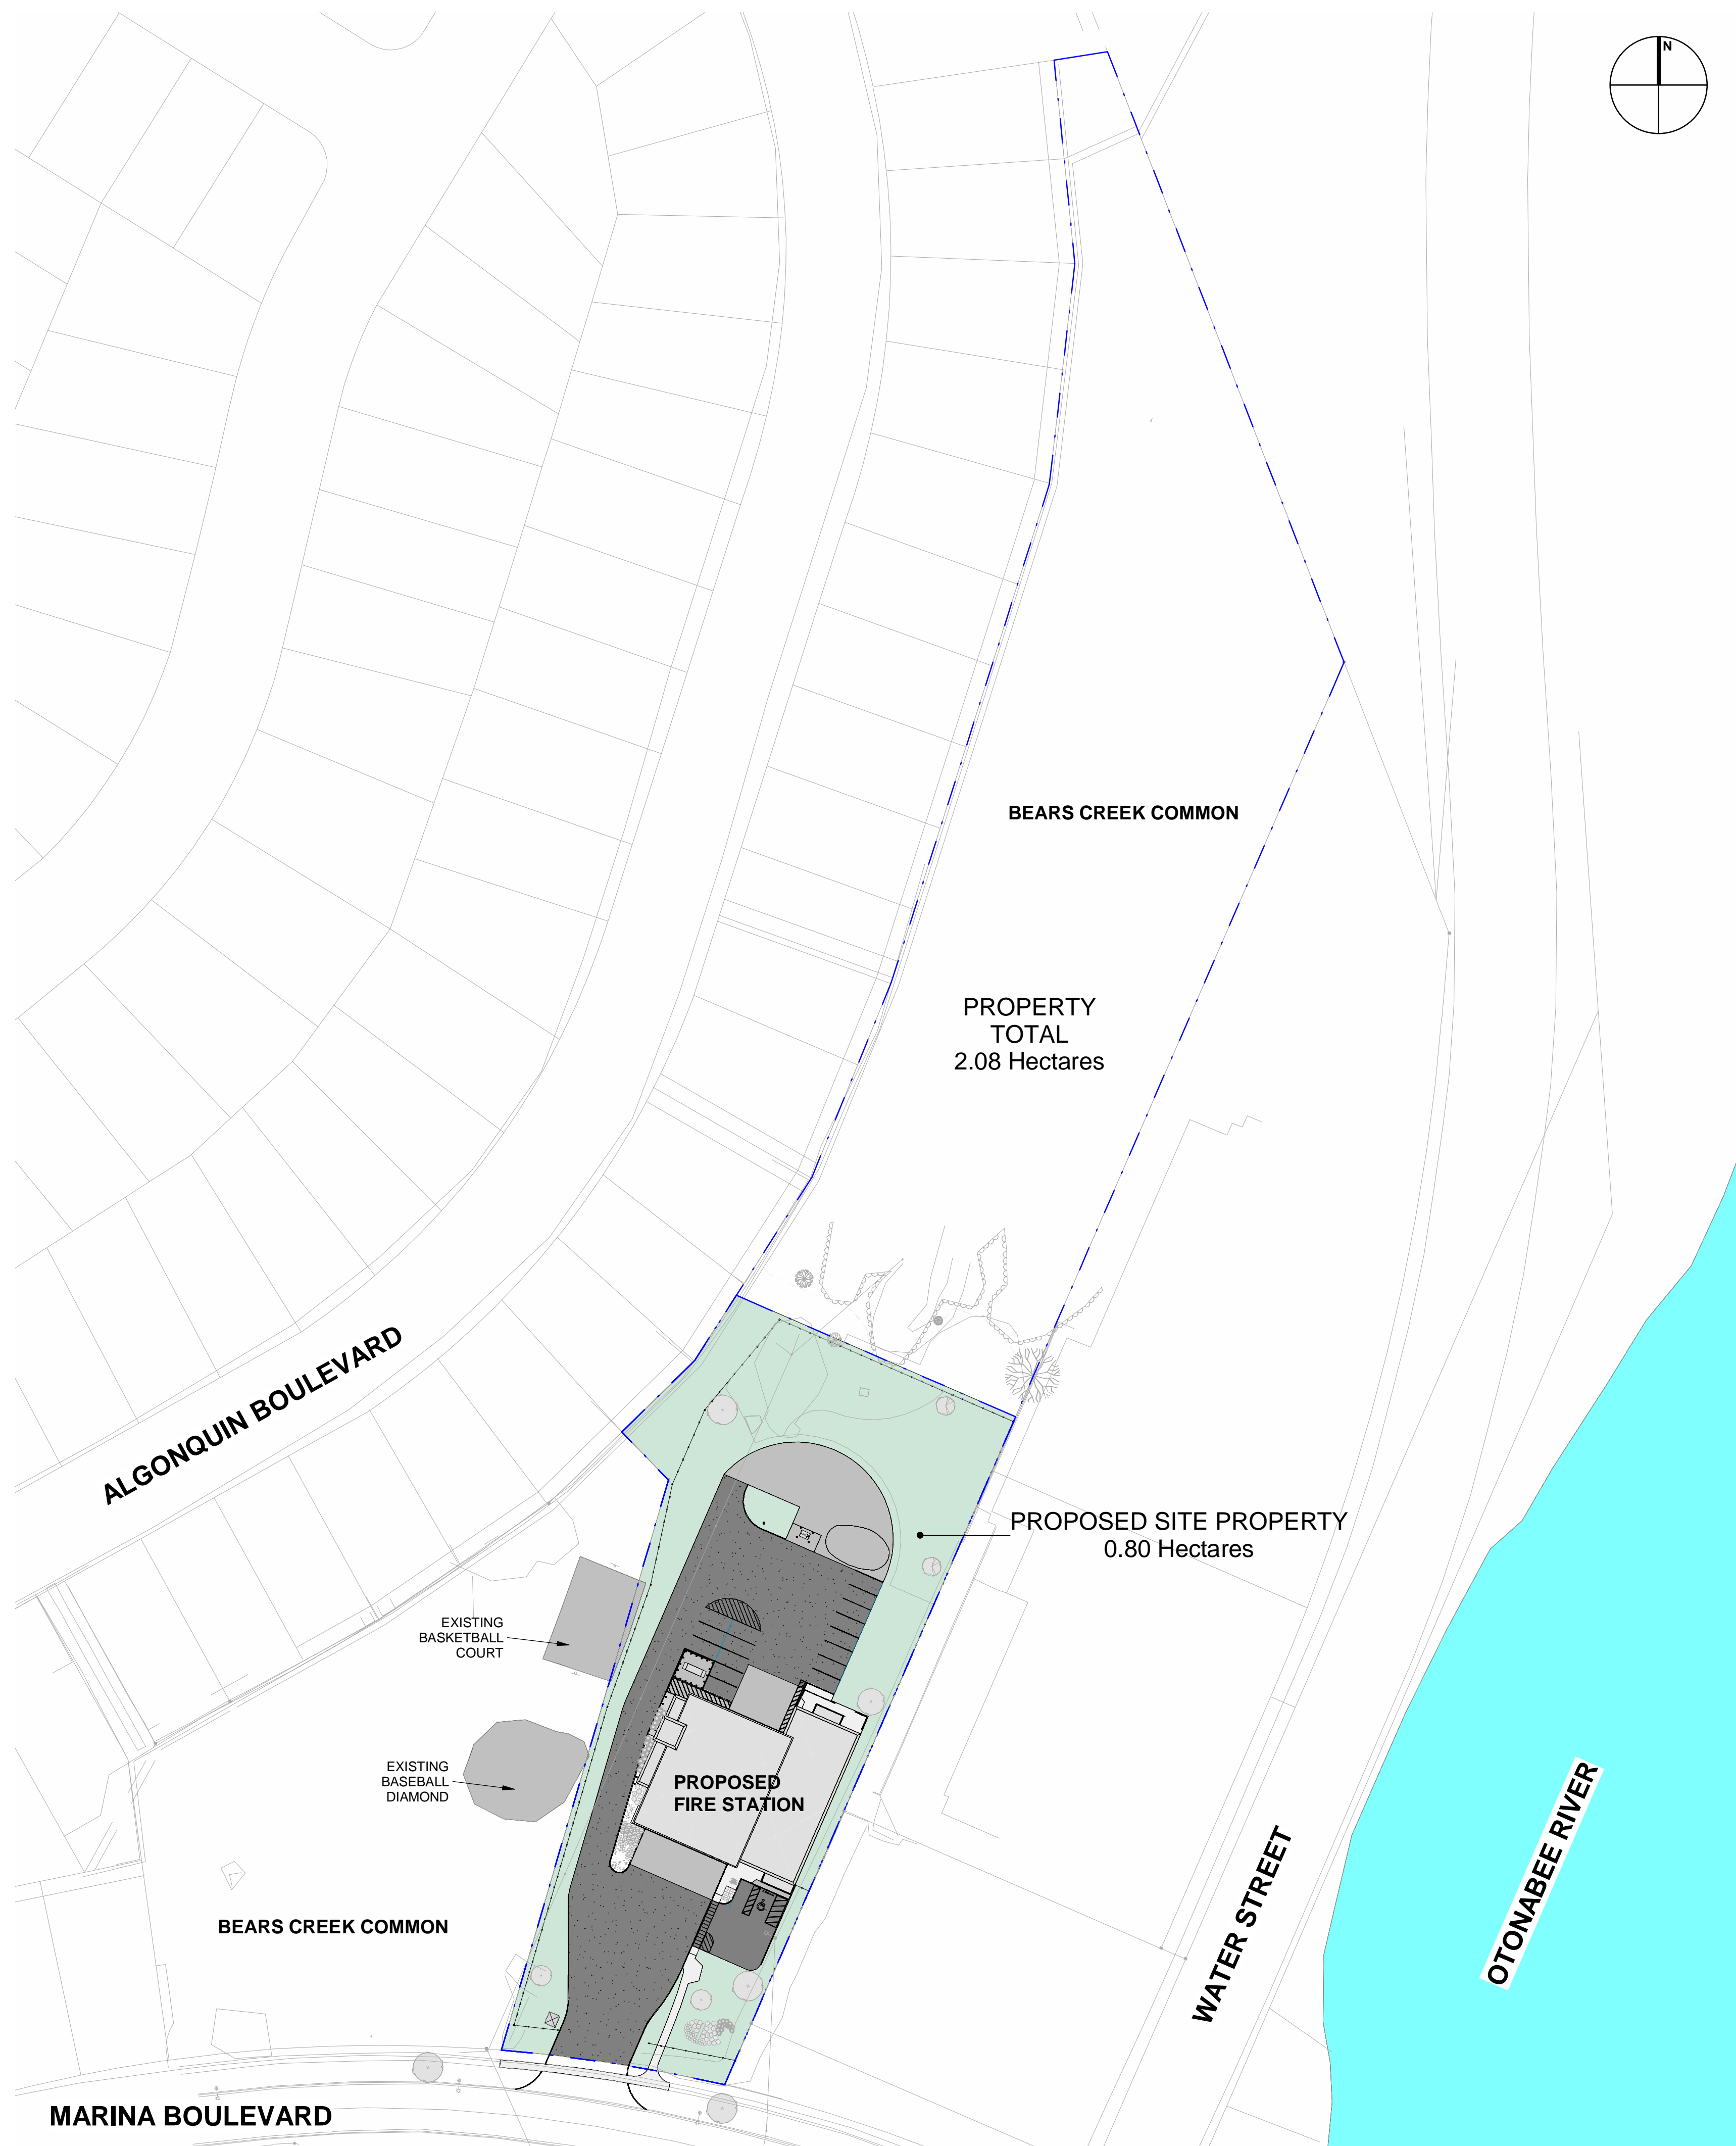 N
BEARS CREEK COMMON
PROPERTY
TOTAL
2.08 Hectares
ALGONQUIN BOULEVARD
PROPOSED SITE PROPERTY
0.80 Hectares
EXISTING
BASKETBALL
COURT
EXISTING
BASEBALL
DIAMOND
PROPOSED
FIRE STATION
BEARS CREEK COMMON
WATER STREET
OTONABEE RIVER
MARINA BOULEVARD